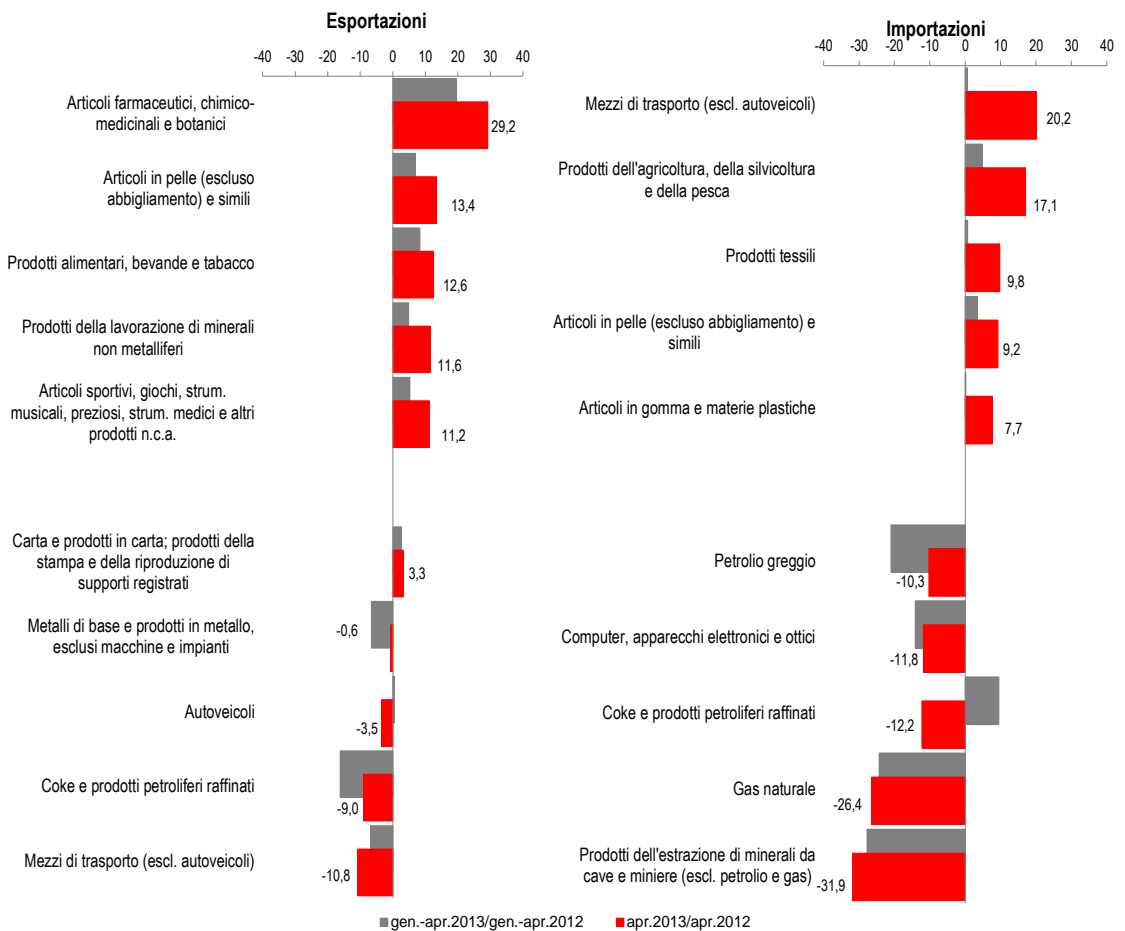 Esportazioni
-40 -30 -20 -10 0 10 20 30 40
Articoli farmaceutici, chimico-
medicinali e botanici
29,2
Articoli in pelle (escluso
abbigliamento) e simili
13,4
Prodotti alimentari, bevande e tabacco
12,6
Prodotti della lavorazione di minerali
non metalliferi
11,6
Articoli sportivi, giochi, strum.
musicali, preziosi, strum. medici e altri
prodotti n.c.a.
11,2
Carta e prodotti in carta; prodotti della
stampa e della riproduzione di
supporti registrati
3,3
Metalli di base e prodotti in metallo,
esclusi macchine e impianti
-0,6
Autoveicoli
-3,5
Coke e prodotti petroliferi raffinati
-9,0
Mezzi di trasporto (escl. autoveicoli)
-10,8
Importazioni
-40 -30 -20 -10 0 10 20 30 40
Mezzi di trasporto (escl. autoveicoli)
20,2
Prodotti dell'agricoltura, della silvicoltura
e della pesca
17,1
Prodotti tessili
9,8
Articoli in pelle (escluso abbigliamento) e
simili
9,2
Articoli in gomma e materie plastiche
7,7
Petrolio greggio
-10,3
Computer, apparecchi elettronici e ottici
-11,8
Coke e prodotti petroliferi raffinati
-12,2
Gas naturale
-26,4
Prodotti dell'estrazione di minerali da
cave e miniere (escl. petrolio e gas)
-31,9
gen.-apr.2013/gen.-apr.2012
apr.2013/apr.2012